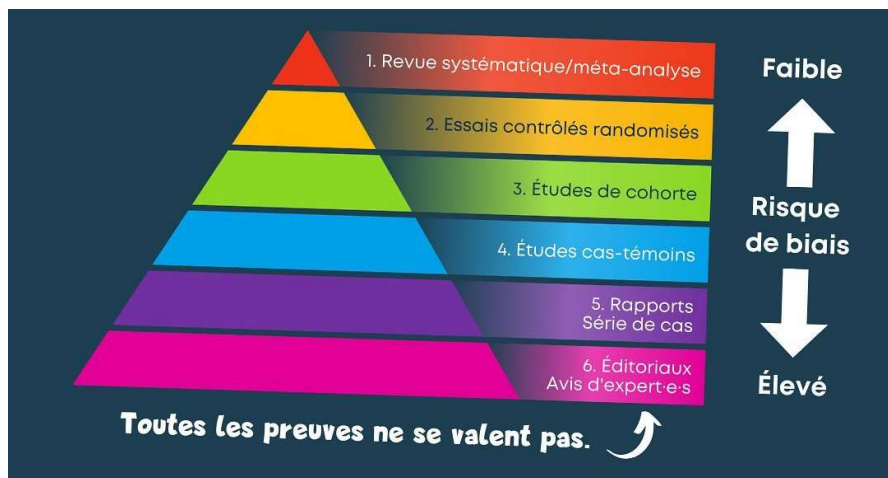 1. Revue systématique/méta-analyse
2. Essais contrôlés randomisés
3. Études de cohorte
4. Études cas-témoins
5. Rapports
Série de cas
6. Éditoriaux
Avis d'expert·e·s
Faible
Risque
de biais
Élevé
Toutes les preuves ne se valent pas.